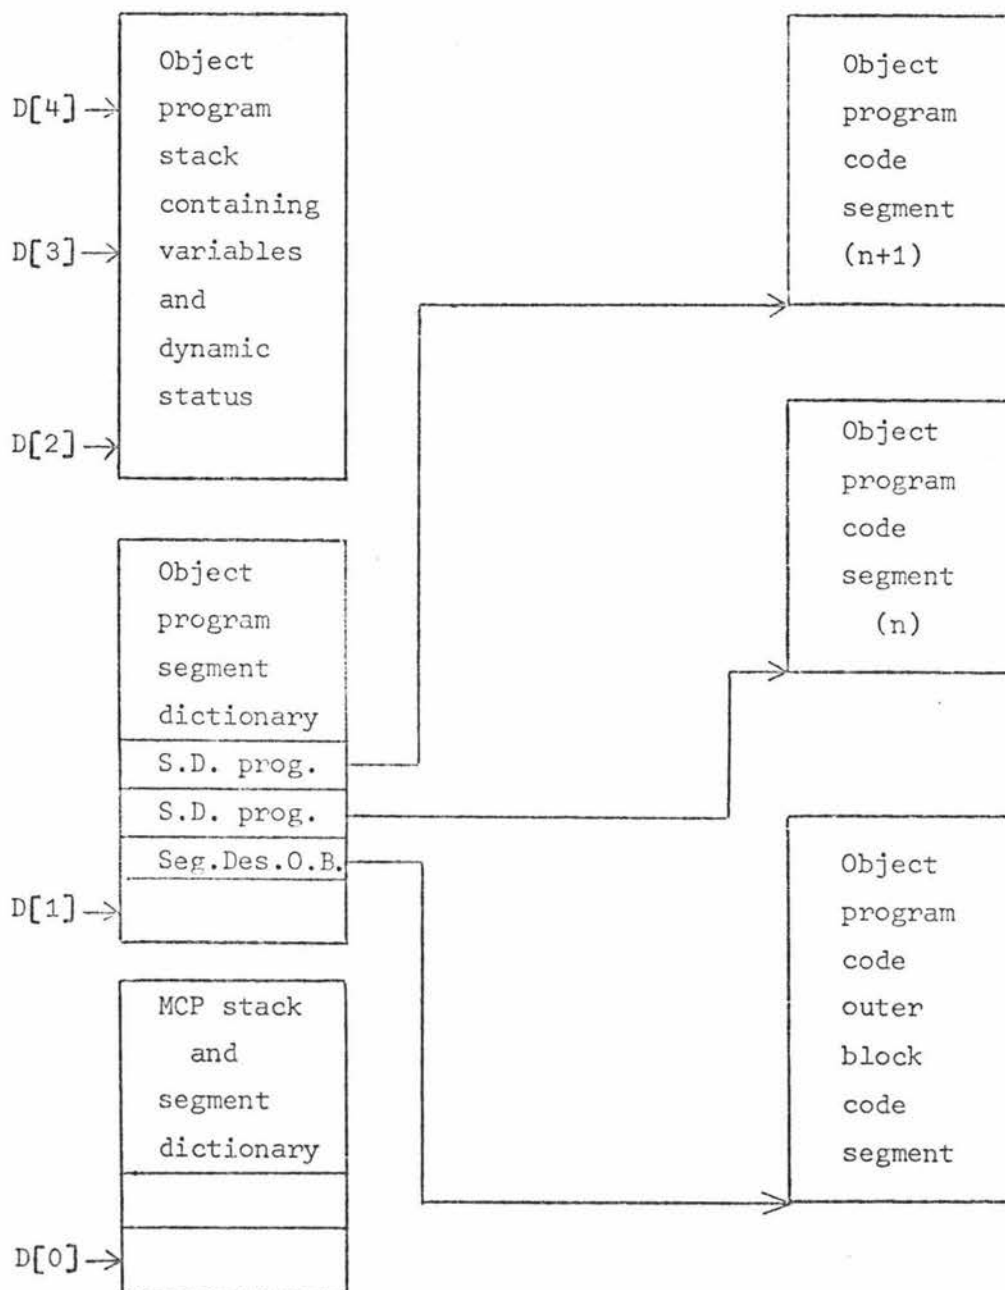 Object
program
stack
containing
variables
and
dynamic
status
D[4]
D[3]
D[2]
Object
program
segment
dictionary
S.D. prog.
S.D. prog.
Seg.Des.O.B.
D[1]
MCP stack
and
segment
dictionary
D[0]
Object
program
code
segment
(n+1)
Object
program
code
segment
(n)
Object
program
code
outer
block
code
segment